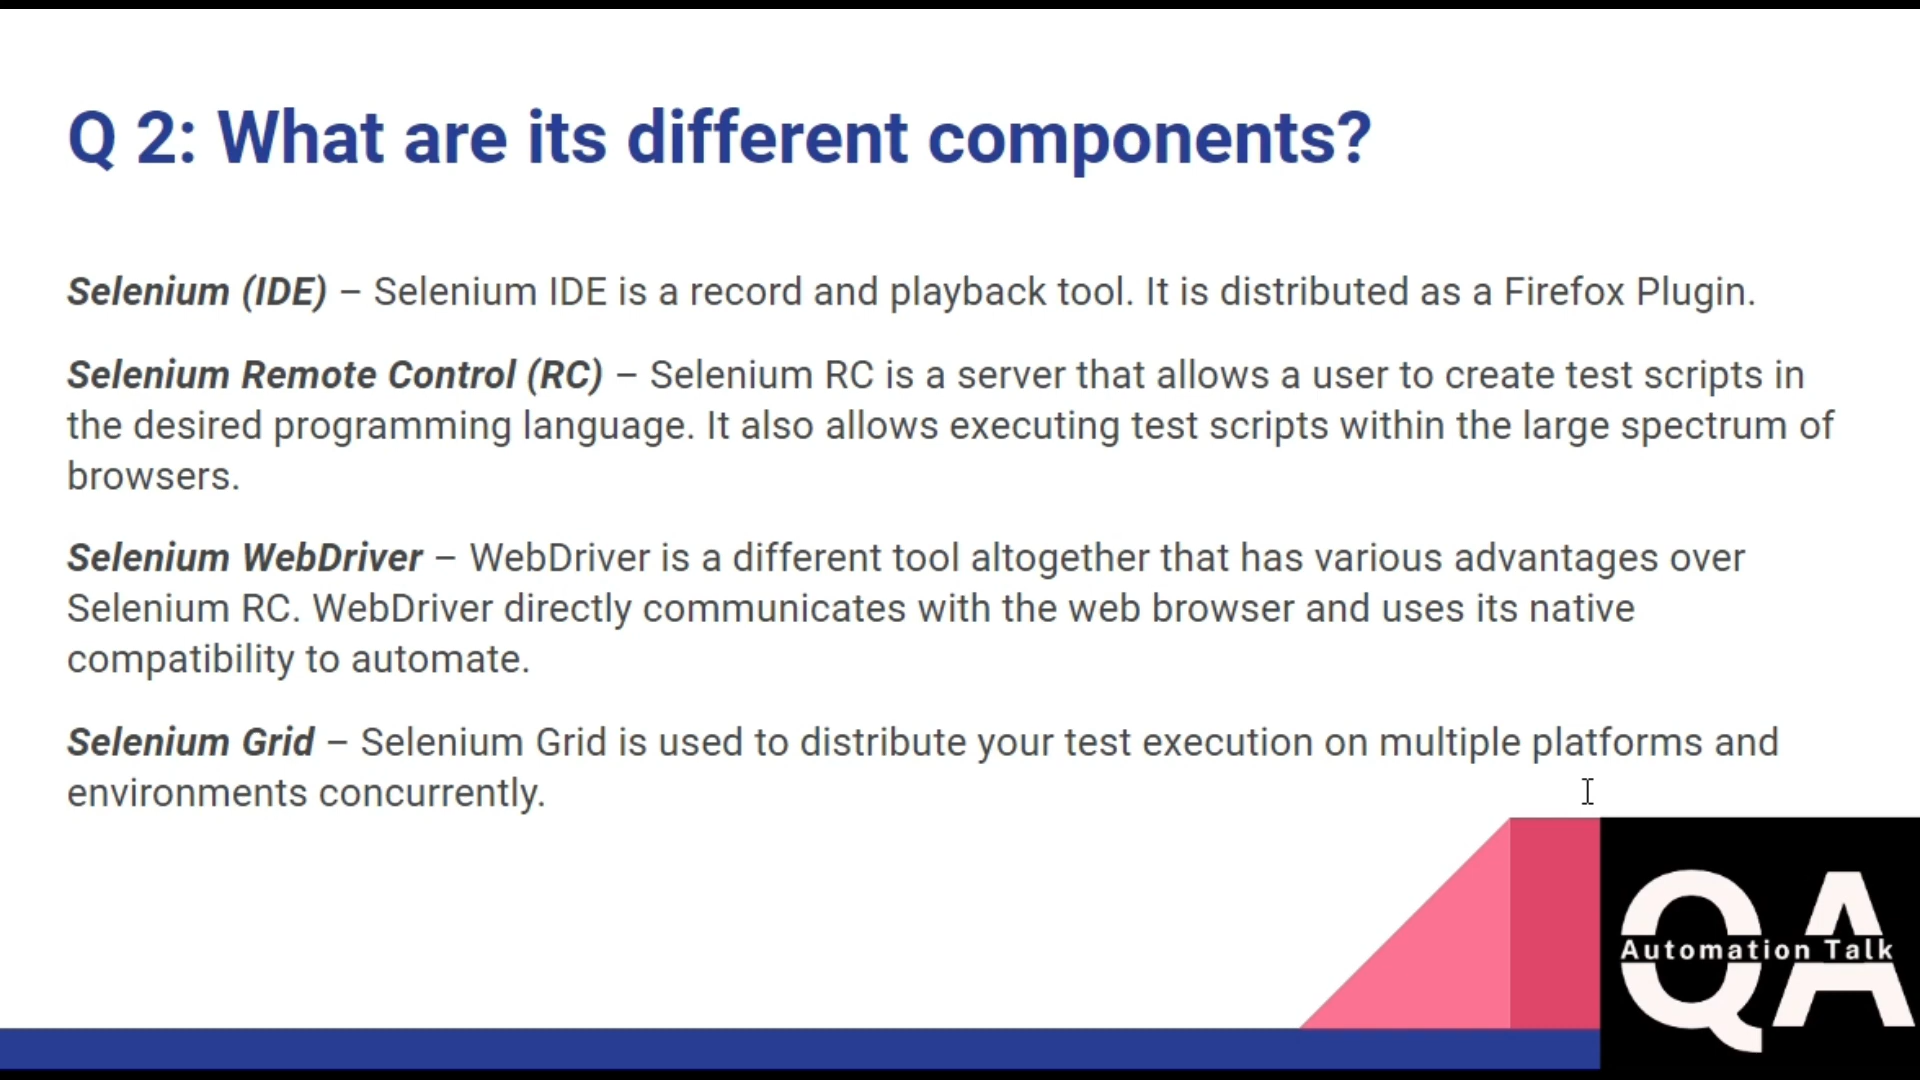 Q 2: What are its different components?
Selenium (IDE) – Selenium IDE is a record and playback tool. It is distributed as a Firefox Plugin.
Selenium Remote Control (RC) – Selenium RC is a server that allows a user to create test scripts in
the desired programming language. It also allows executing test scripts within the large spectrum of
browsers.
Selenium WebDriver – WebDriver is a different tool altogether that has various advantages over
Selenium RC. WebDriver directly communicates with the web browser and uses its native
compatibility to automate.
Selenium Grid – Selenium Grid is used to distribute your test execution on multiple platforms and
environments concurrently.
QA
Automation Talk